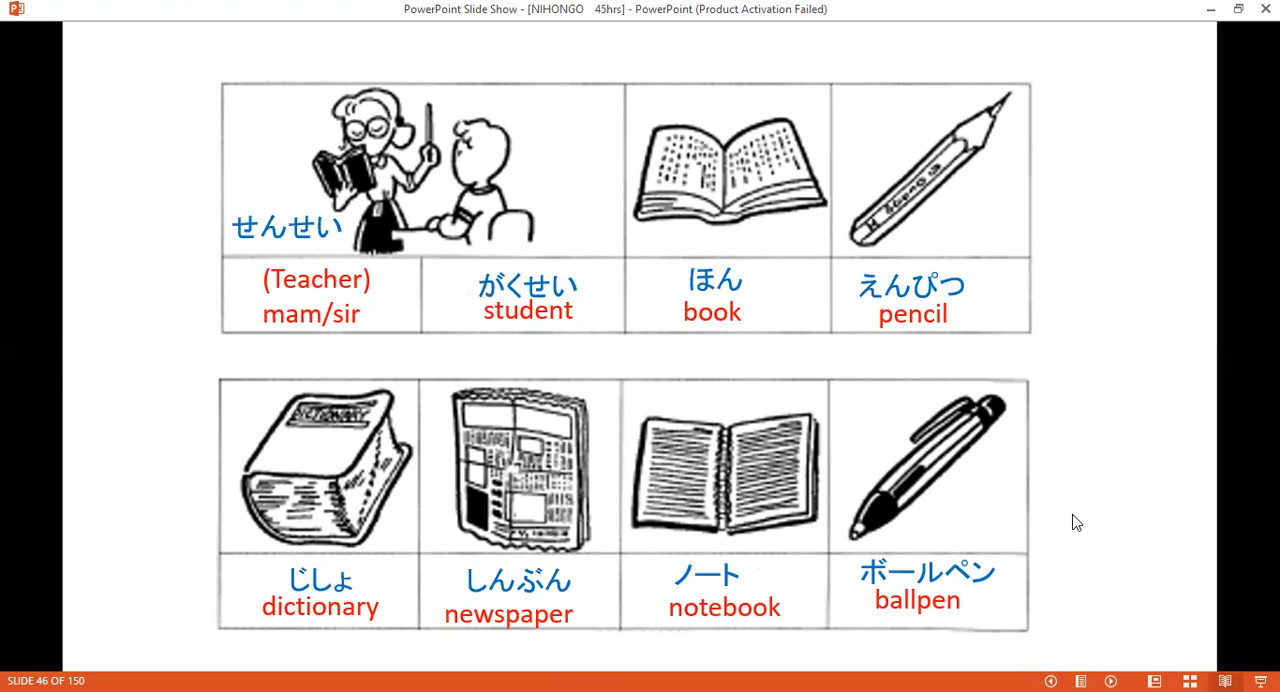 PowerPoint Slide Show - [NIHONGO 45hrs] - PowerPoint (Product Activation Failed)
せんせい
(Teacher)
mam/sir
がくせい
student
ほん
book
えんぴつ
pencil
DICTIONARY
じしょ
dictionary
しんぶん
newspaper
ノート
notebook
ボールペン
ballpen
SLIDE 46 OF 150